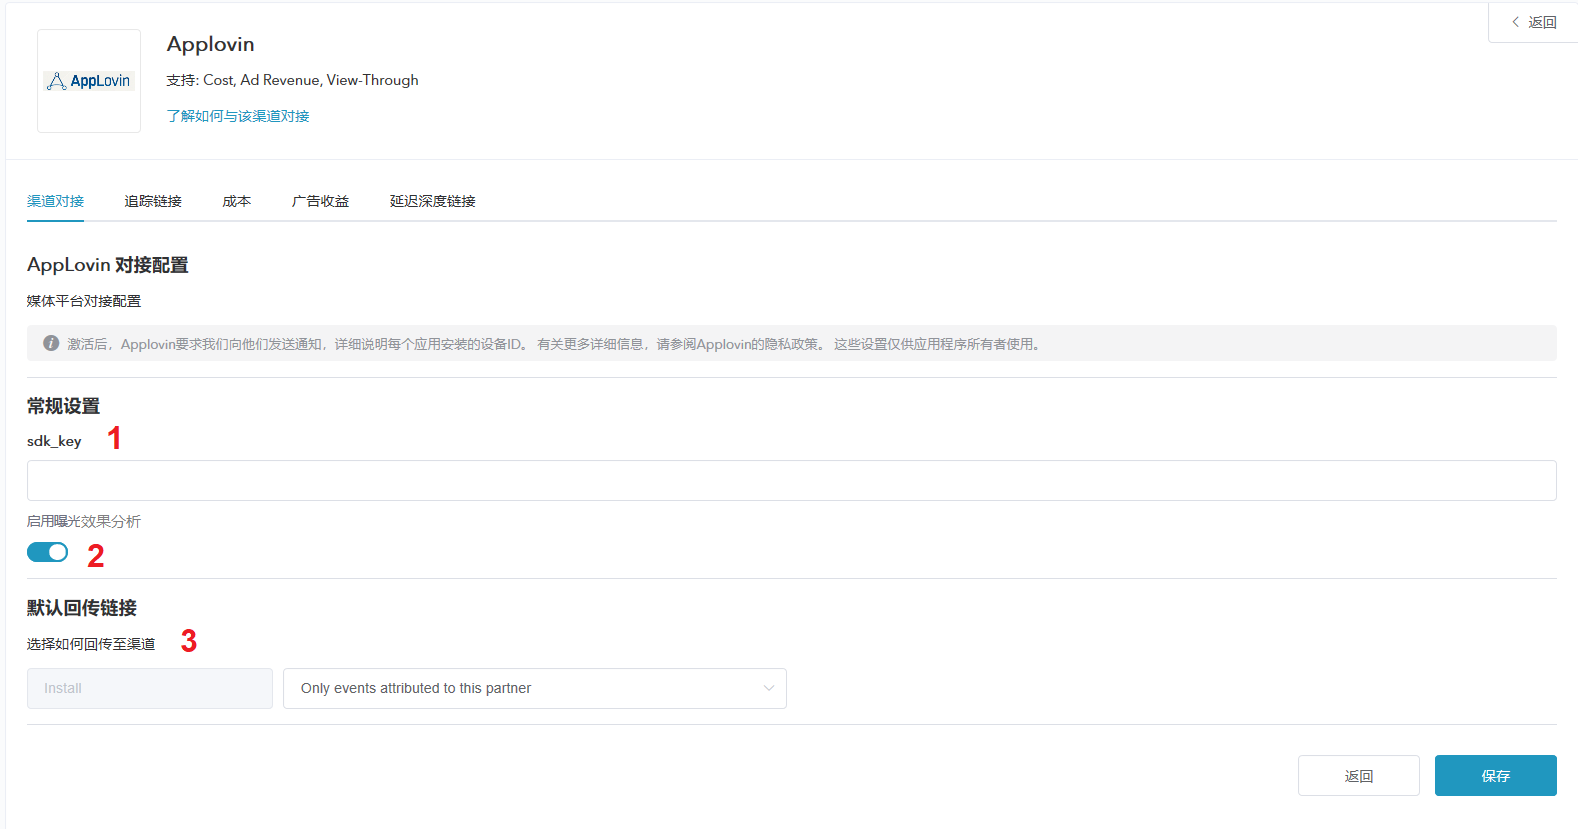 返回
AppLovin
Applovin
支持: Cost, Ad Revenue, View-Through
了解如何与该渠道对接
渠道对接 追踪链接 成本 广告收益 延迟深度链接
AppLovin 对接配置
媒体平台对接配置
激活后，Applovin要求我们向他们发送通知，详细说明每个应用安装的设备ID。 有关更多详细信息，请参阅Applovin的隐私政策。 这些设置仅供应用程序所有者使用。
常规设置
sdk_key 1
启用曝光效果分析
2
默认回传链接
选择如何回传至渠道 3
Install Only events attributed to this partner
返回 保存